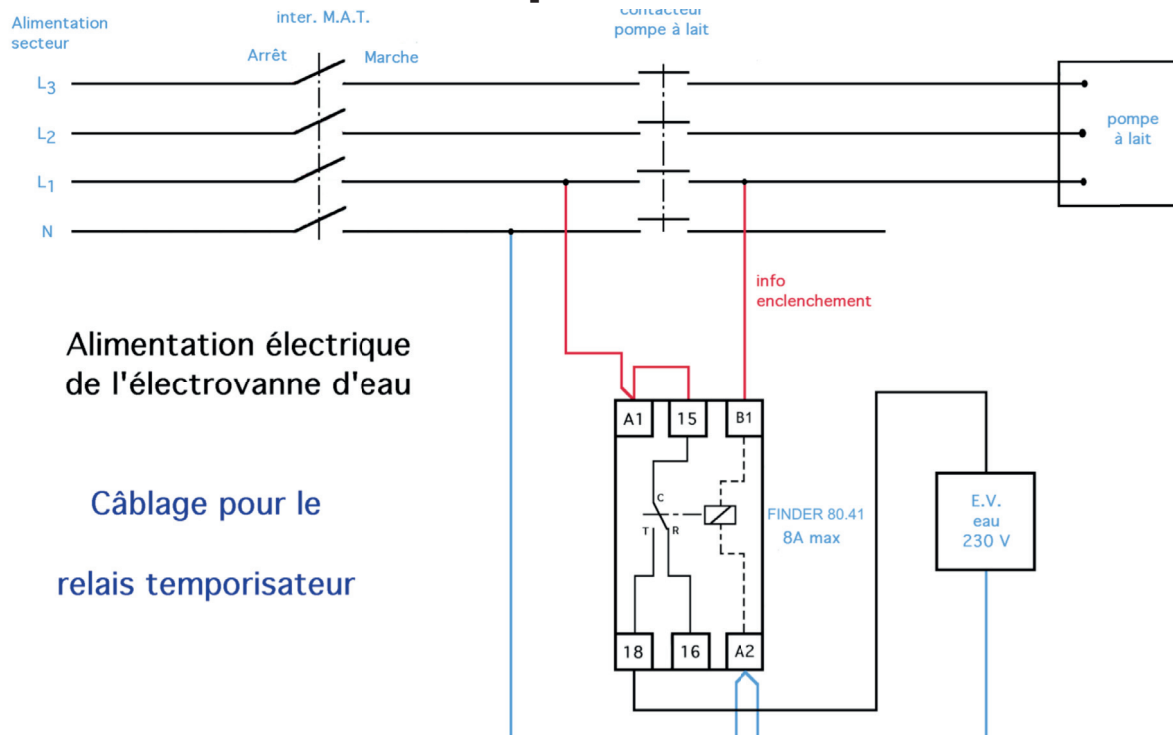 contacteur
pompe à lait
Alimentation
secteur
inter. M.A.T.
Arrêt
Marche
L3
L2
L1
N
pompe
à lait
info
enclenchement
Alimentation électrique
de l'électrovanne d'eau
Câblage pour le
relais temporisateur
A1
15
B1
C
T
R
FINDER 80.41
8A max
18
16
A2
E.V.
eau
230 V